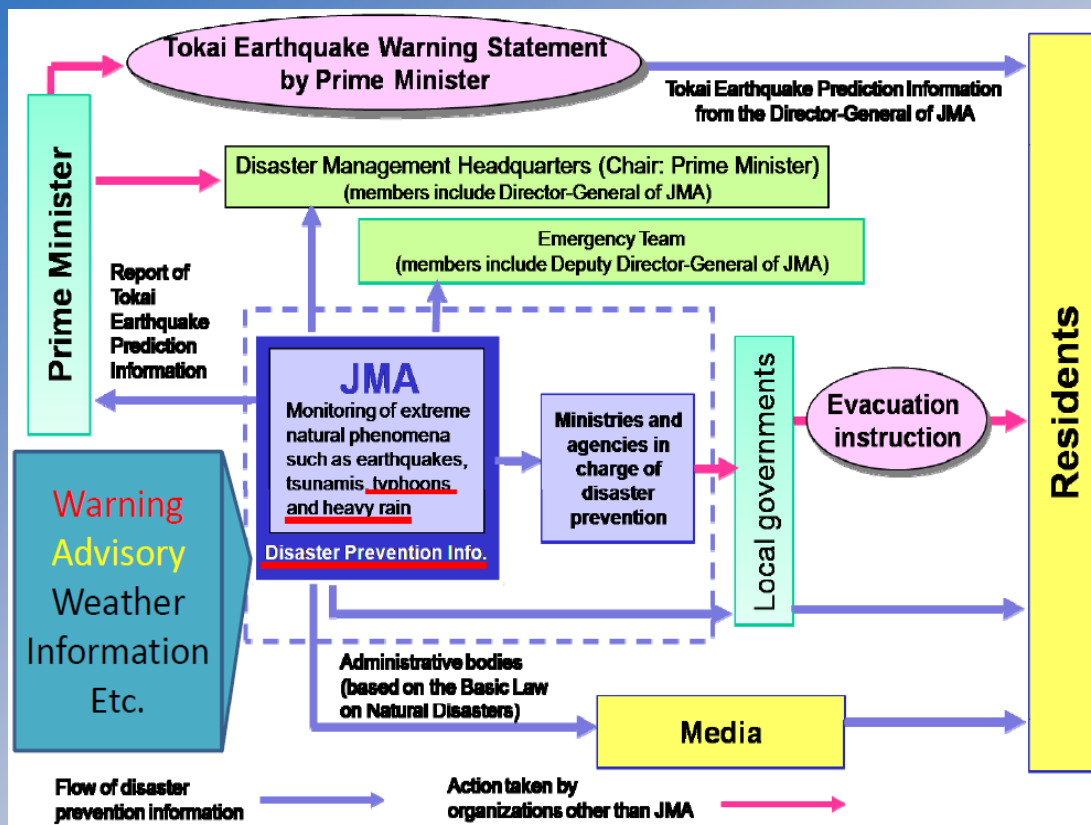 Tokai Earthquake Warning Statement
by Prime Minister
Tokai Earthquake Prediction Information
from the Director-General of JMA
Prime Minister
Disaster Management Headquarters (Chair: Prime Minister)
(members include Director-General of JMA)
Emergency Team
(members include Deputy Director-General of JMA)
Report of
Tokai
Earthquake
Prediction
Information
JMA
Monitoring of extreme
natural phenomena
such as earthquakes,
tsunamis, typhoons
and heavy rain
Disaster Prevention Info.
Ministries and
agencies in
charge of
disaster
prevention
Local governments
Evacuation
instruction
Residents
Warning
Advisory
Weather
Information
Etc.
Administrative bodies
(based on the Basic Law
on Natural Disasters)
Media
Flow of disaster
prevention information
Action taken by
organizations other than JMA